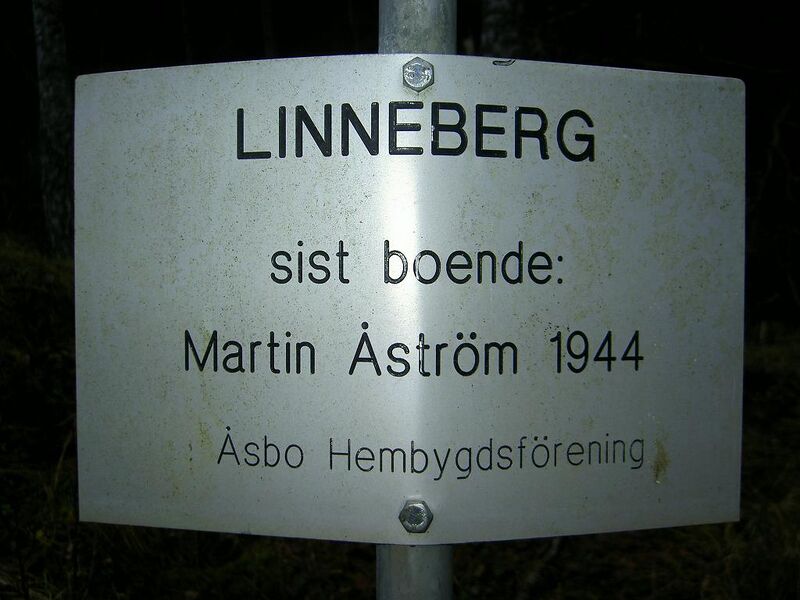 LINNEBERG
sist boende:
Martin Åström 1944
Åsbo Hembygdsförening